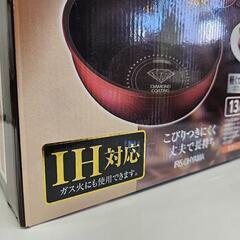 DIAMOND
COATING
13
IH対応
ガス火にも使用できます。
こびりつきにくく
丈夫で長持ち
IRIS OHYAMA